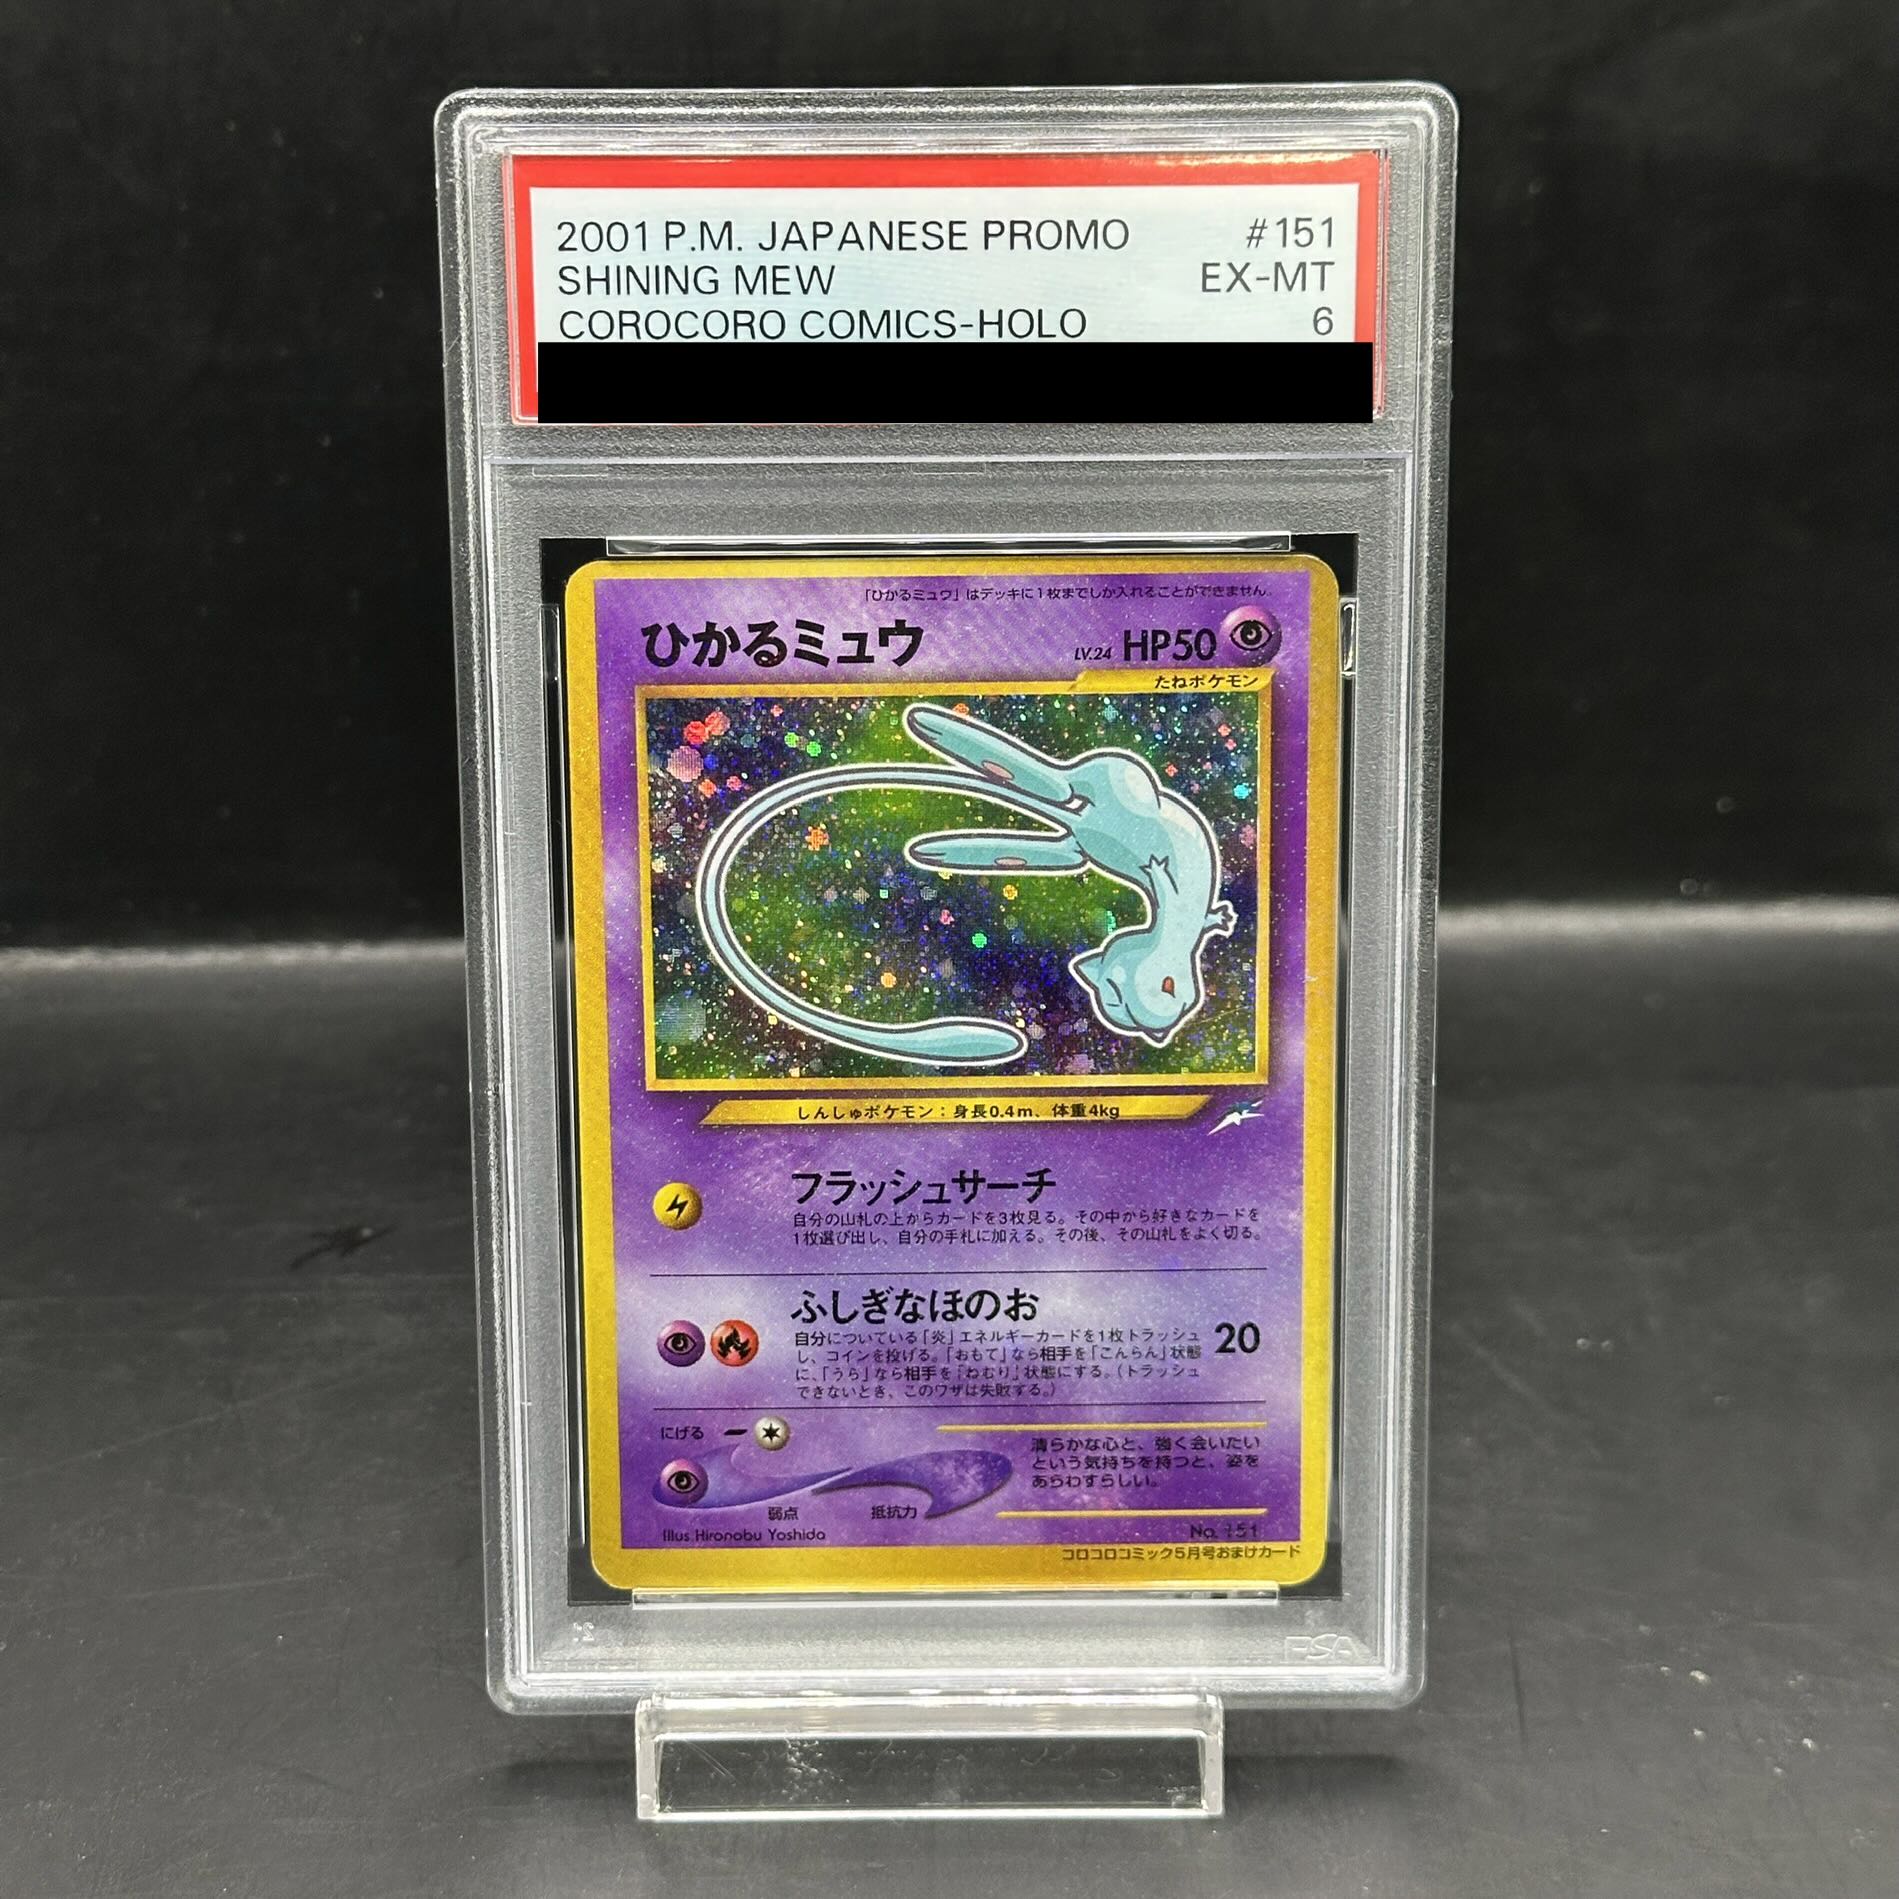 2001 P.M. JAPANESE PROMO #151
SHINING MEW EX-MT
COROCORO COMICS-HOLO 6
「ひかるミュウ」はデッキに1枚までしか入れることができません。
ひかるミュウ LV.24 HP50
たねポケモン
しんしゅポケモン：身長0.4m、体重4kg
フラッシュサーチ
自分の山札の上からカードを3枚見る。その中から好きなカードを
1枚選び出し、自分の手札に加える。その後、その山札をよく切る。
ふしぎなほのお 20
自分についている「炎」エネルギーカードを1枚トラッシュ
し、コインを投げる。「おもて」なら相手を「こんらん」状態
に、「うら」なら相手を「ねむり」状態にする。（トラッシュ
できないとき、このワザは失敗する。）
にげる
清らかな心と、強く会いたい
という気持ちを持つと、姿を
あらわすらしい。
弱点 抵抗力
Illus. Hironobu Yoshida No. 151
コロコロコミック5月号おまけカード
PSA